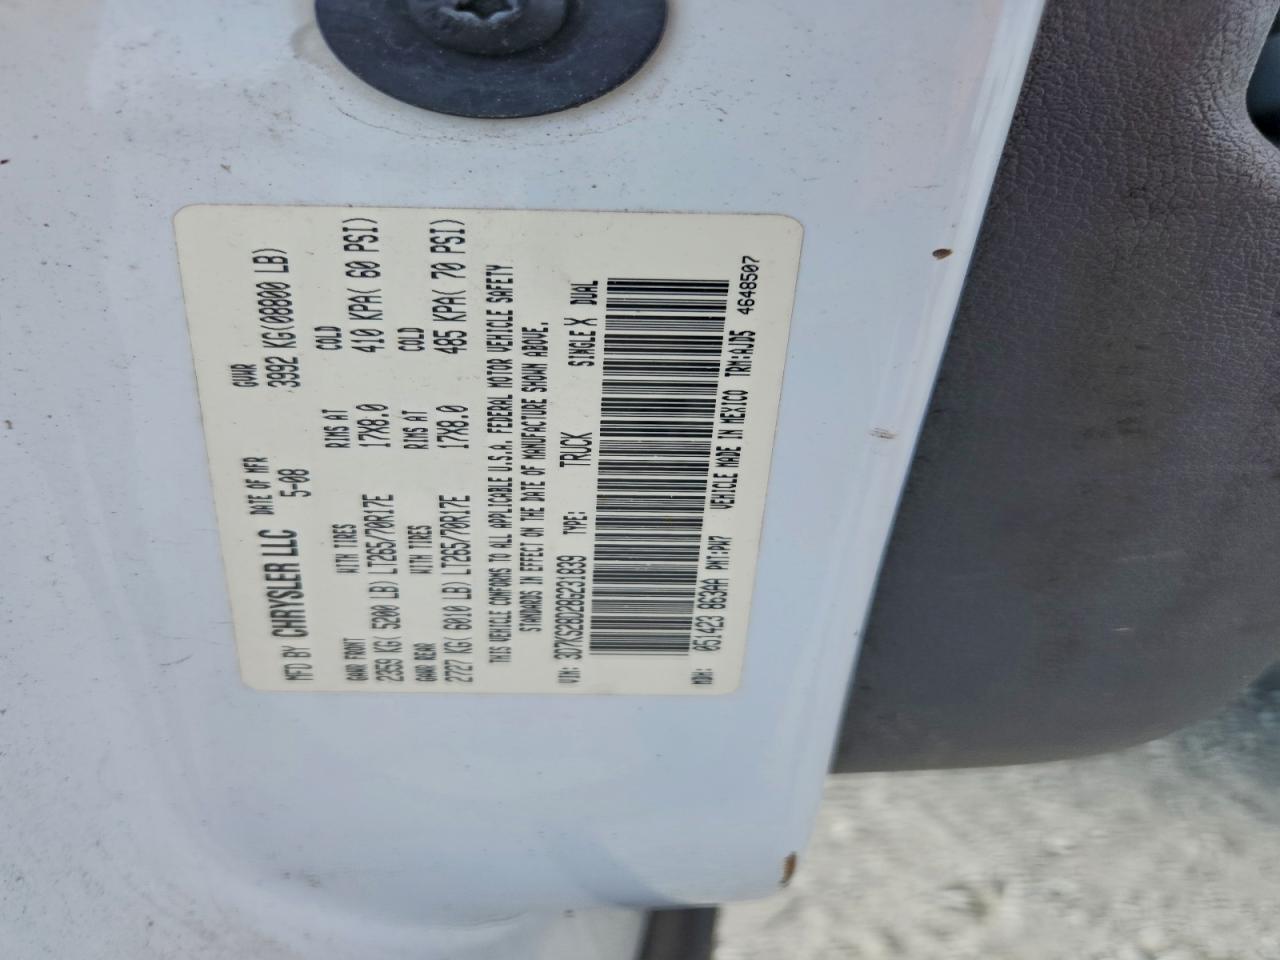 MFD BY CHRYSLER LLC DATE OF MFR GVWR
5-08 3992 KG(08800 LB)
GAWR FRONT WITH TIRES RIMS AT COLD
2359 KG( 5200 LB) LT265/70R17E 17X8.0 410 KPA( 60 PSI)
GAWR REAR WITH TIRES RIMS AT COLD
2727 KG( 6010 LB) LT265/70R17E 17X8.0 485 KPA( 70 PSI)
THIS VEHICLE CONFORMS TO ALL APPLICABLE U.S.A. FEDERAL MOTOR VEHICLE SAFETY
STANDARDS IN EFFECT ON THE DATE OF MANUFACTURE SHOWN ABOVE.
VIN: 3D7KS28D28G231839 TYPE: TRUCK SINGLE X DUAL
MDH: 051423 8G3AA PNT:PW7 VEHICLE MADE IN MEXICO TRM:AJD5 4648507